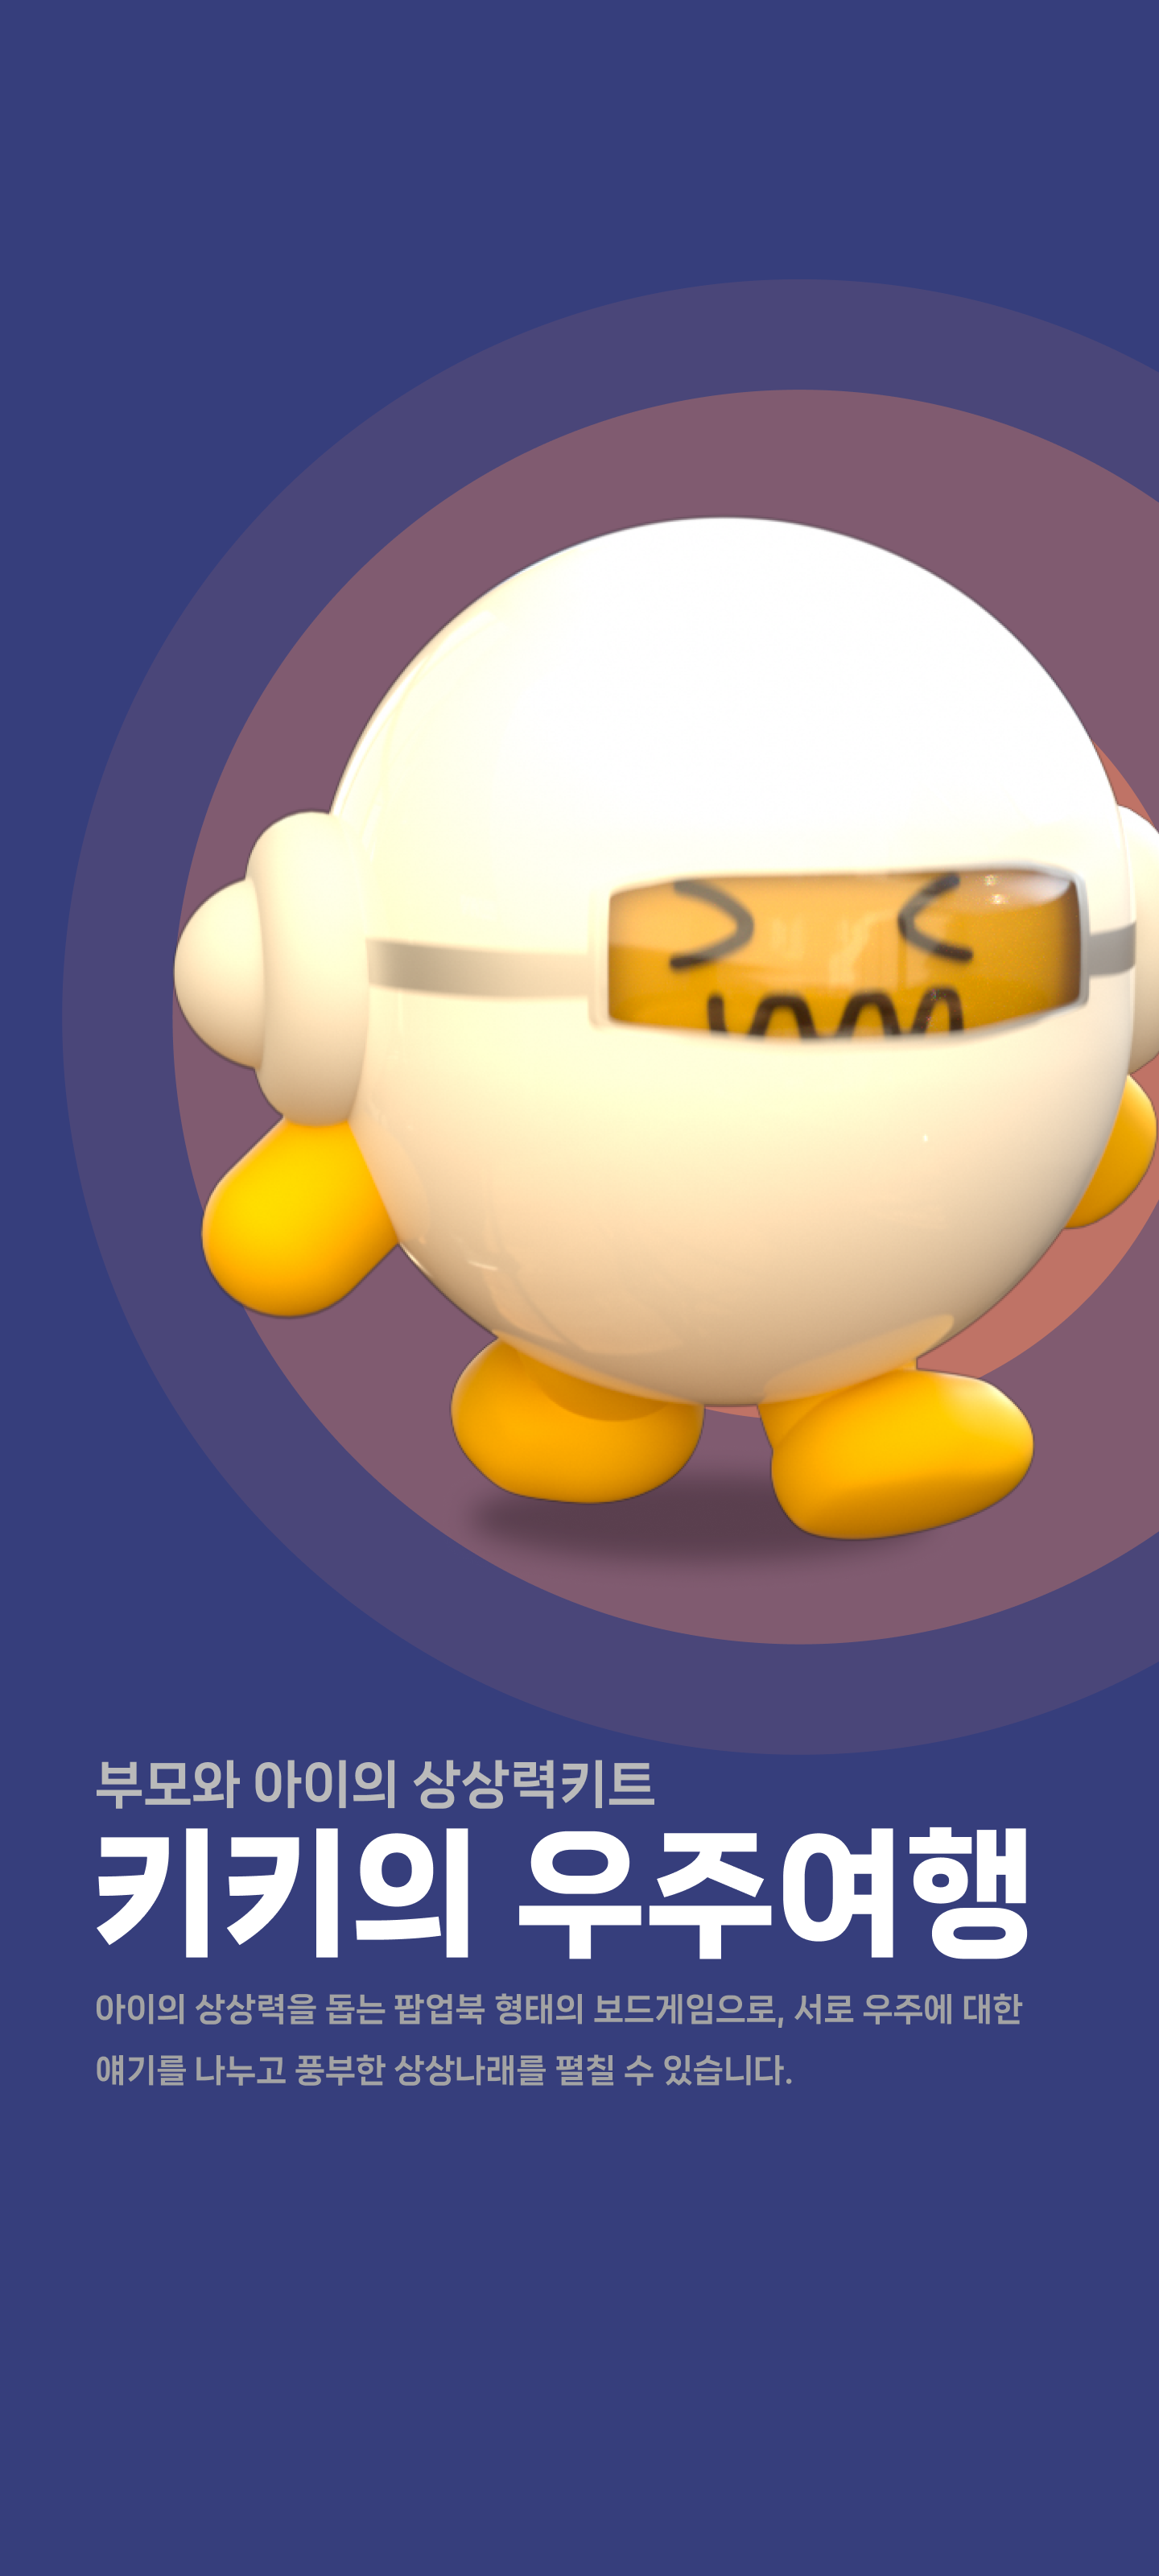 부모와 아이의 상상력키트
키키의 우주여행
아이의 상상력을 돕는 팝업북 형태의 보드게임으로, 서로 우주에 대한
얘기를 나누고 풍부한 상상나래를 펼칠 수 있습니다.